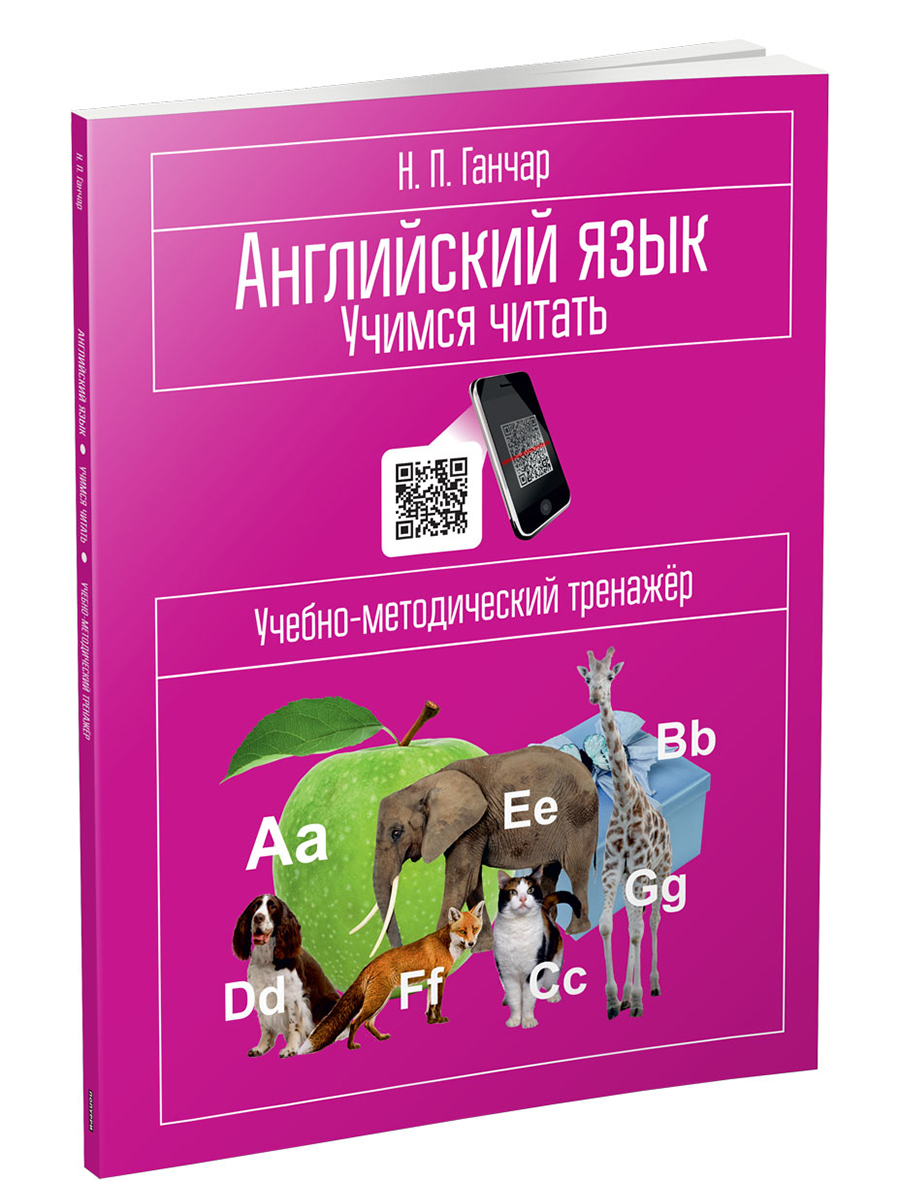 Н. П. Ганчар
Английский язык
Учимся читать
Учебно-методический тренажёр
Aa
Bb
Ee
Gg
Dd
Ff
Cc
Н. П. Ганчар
АНГЛИЙСКИЙ ЯЗЫК ● УЧИМСЯ ЧИТАТЬ ● УЧЕБНО-МЕТОДИЧЕСКИЙ ТРЕНАЖЁР
попурри